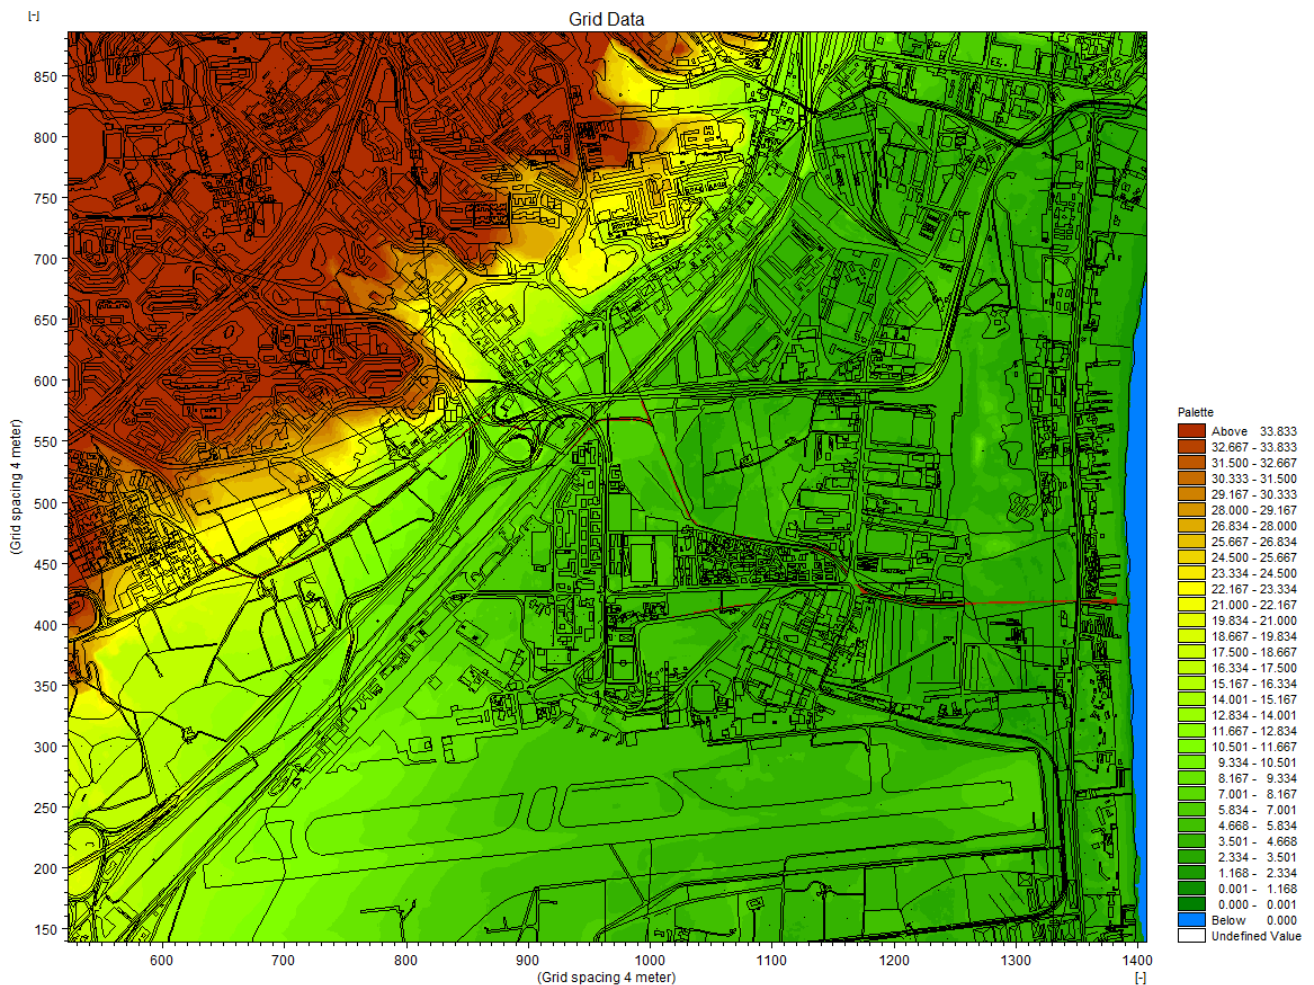 [-]
Grid Data
850
800
750
700
650
600
550
500
450
400
350
300
250
200
150
(Grid spacing 4 meter)
600 700 800 900 1000 1100 1200 1300 1400
(Grid spacing 4 meter)
[-]
Palette
Above 33.833
32.667 - 33.833
31.500 - 32.667
30.333 - 31.500
29.167 - 30.333
28.000 - 29.167
26.834 - 28.000
25.667 - 26.834
24.500 - 25.667
23.334 - 24.500
22.167 - 23.334
21.000 - 22.167
19.834 - 21.000
18.667 - 19.834
17.500 - 18.667
16.334 - 17.500
15.167 - 16.334
14.001 - 15.167
12.834 - 14.001
11.667 - 12.834
10.501 - 11.667
9.334 - 10.501
8.167 - 9.334
7.001 - 8.167
5.834 - 7.001
4.668 - 5.834
3.501 - 4.668
2.334 - 3.501
1.168 - 2.334
0.001 - 1.168
0.000 - 0.001
Below 0.000
Undefined Value